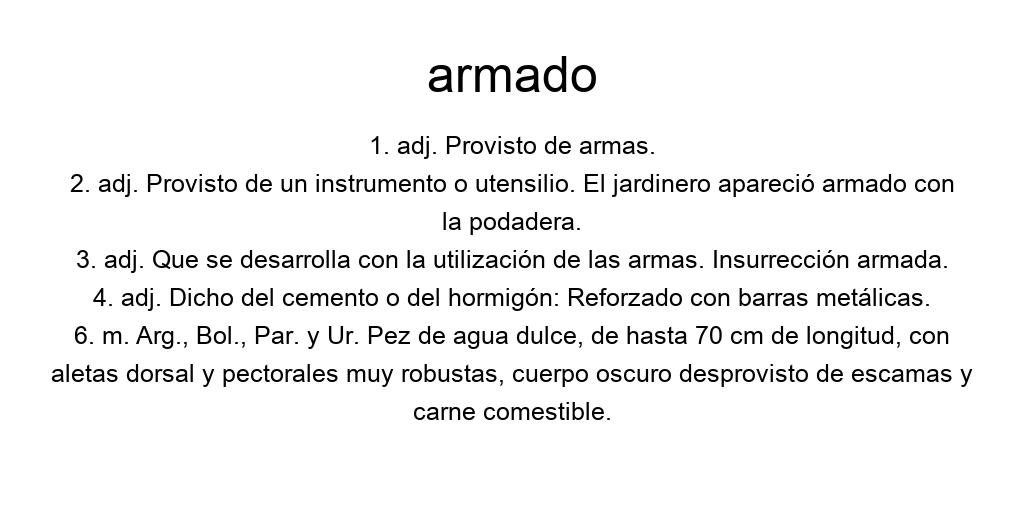 armado
1. adj. Provisto de armas.
2. adj. Provisto de un instrumento o utensilio. El jardinero apareció armado con
la podadera.
3. adj. Que se desarrolla con la utilización de las armas. Insurrección armada.
4. adj. Dicho del cemento o del hormigón: Reforzado con barras metálicas.
6. m. Arg., Bol., Par. y Ur. Pez de agua dulce, de hasta 70 cm de longitud, con
aletas dorsal y pectorales muy robustas, cuerpo oscuro desprovisto de escamas y
carne comestible.